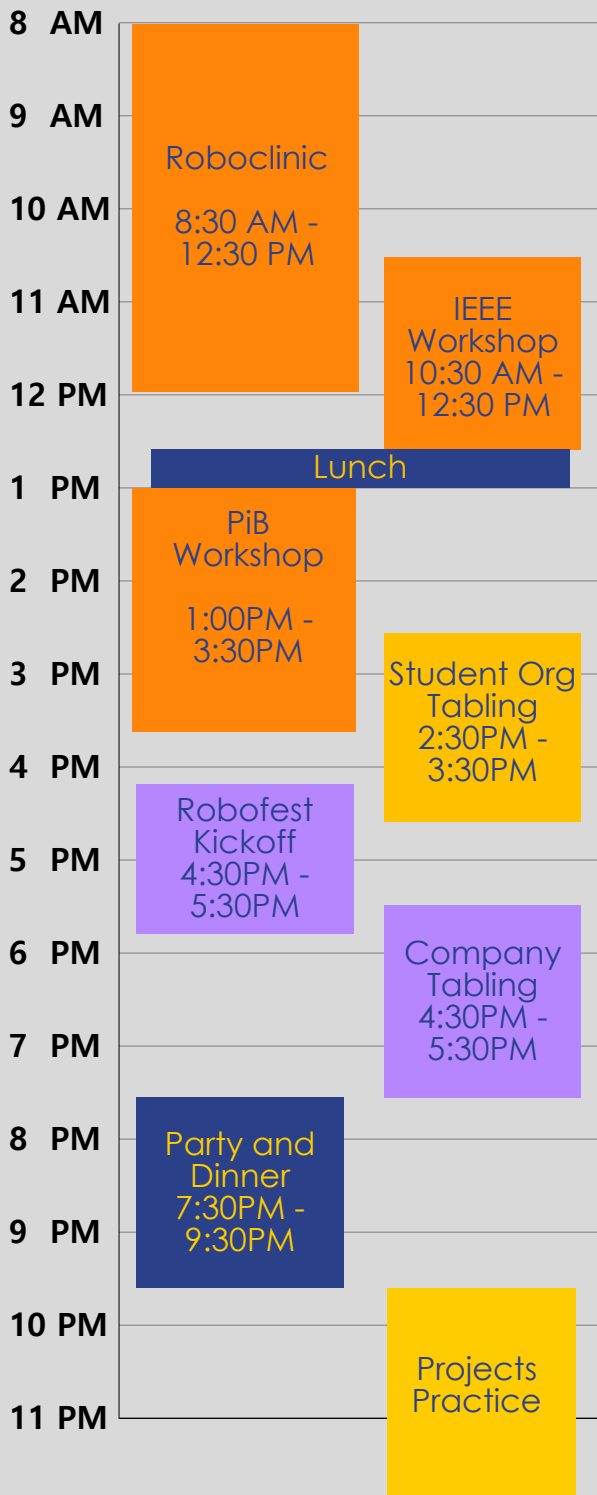 8 AM
9 AM
10 AM
11 AM
12 PM
1 PM
2 PM
3 PM
4 PM
5 PM
6 PM
7 PM
8 PM
9 PM
10 PM
11 PM
Roboclinic
8:30 AM -
12:30 PM
IEEE
Workshop
10:30 AM -
12:30 PM
Lunch
PiB
Workshop
1:00PM -
3:30PM
Student Org
Tabling
2:30PM -
3:30PM
Robofest
Kickoff
4:30PM -
5:30PM
Company
Tabling
4:30PM -
5:30PM
Party and
Dinner
7:30PM -
9:30PM
Projects
Practice